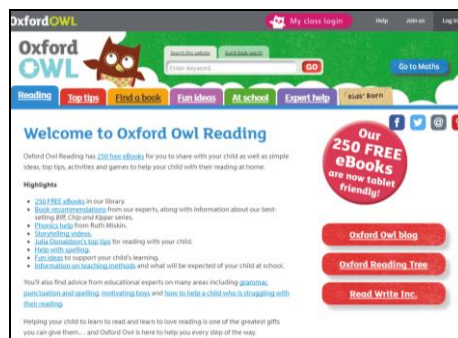 OxfordOWL
My class login
Help
Join us
Log in
Oxford
OWL
Search this website
Quick book search
Enter keyword
GO
Go to Maths
Reading
Top tips
Find a book
Fun ideas
At school
Expert help
Kids' Barn
Welcome to Oxford Owl Reading
Oxford Owl Reading has 250 free eBooks for you to share with your child as well as simple
ideas, top tips, activities and games to help your child with their reading at home.
Our
250 FREE
eBooks
are now tablet
friendly!
Highlights
250 FREE eBooks in our library.
Book recommendations from our experts, along with information about our best-
selling Biff, Chip and Kipper series.
Phonics help from Ruth Miskin.
Storytelling videos.
Julia Donaldson's top tips for reading with your child.
Help with spelling.
Fun ideas to support your child's learning.
Information on teaching methods and what will be expected of your child at school.
Oxford Owl blog
Oxford Reading Tree
Read Write Inc.
You'll also find advice from educational experts on many areas including grammar,
punctuation and spelling, motivating boys and how to help a child who is struggling with
their reading.
Helping your child to learn to read and learn to love reading is one of the greatest gifts
you can give them... and Oxford Owl is here to help you every step of the way.